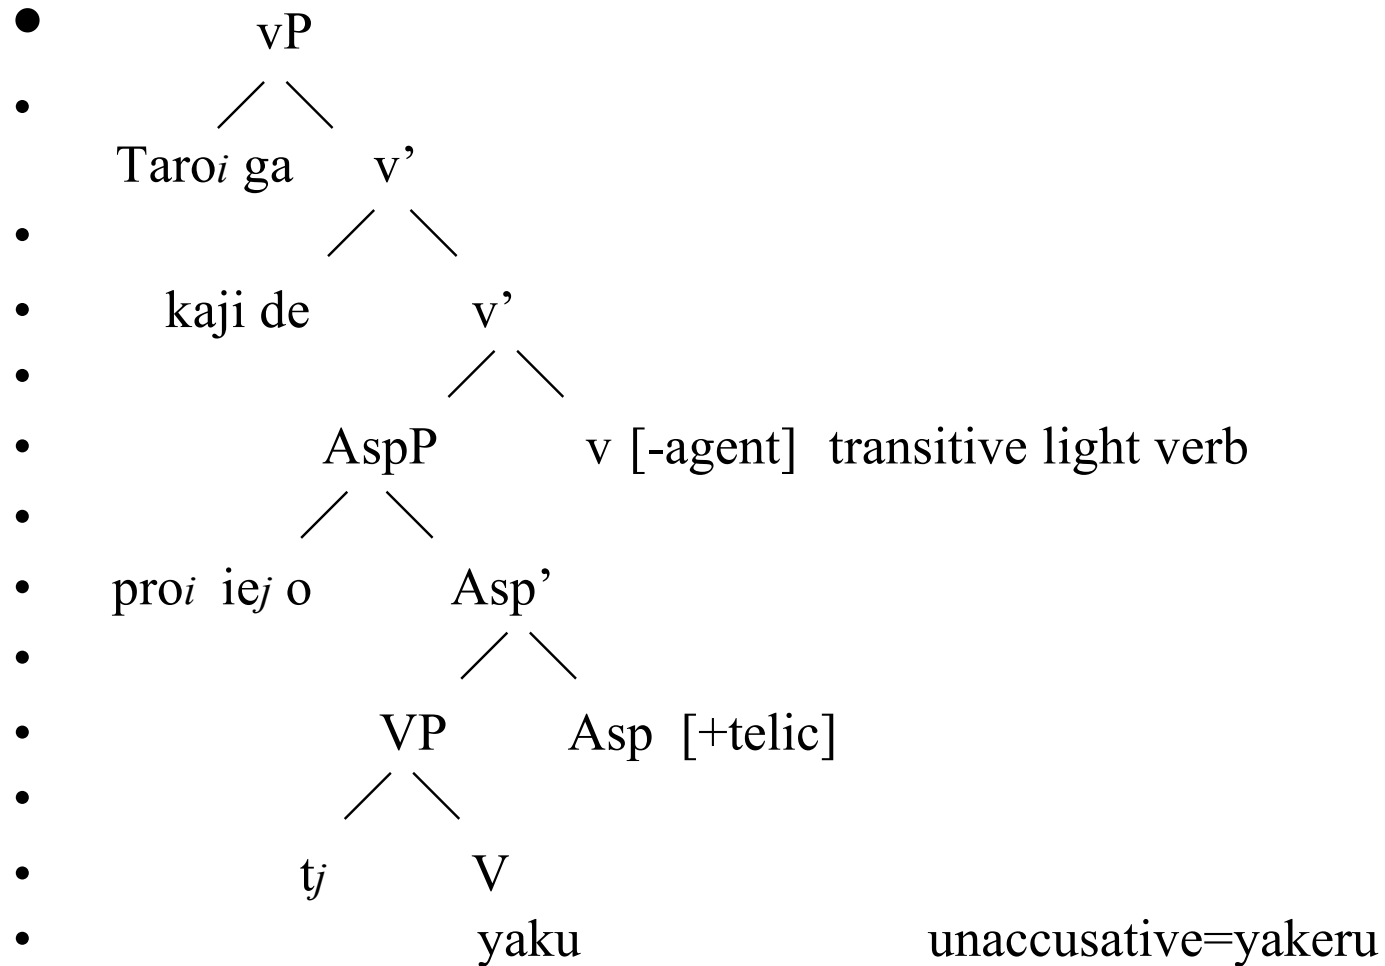 vP
Taroi ga v’
kaji de v’
AspP v [-agent] transitive light verb
proi iej o Asp’
VP Asp [+telic]
tj V
yaku unaccusative=yakeru